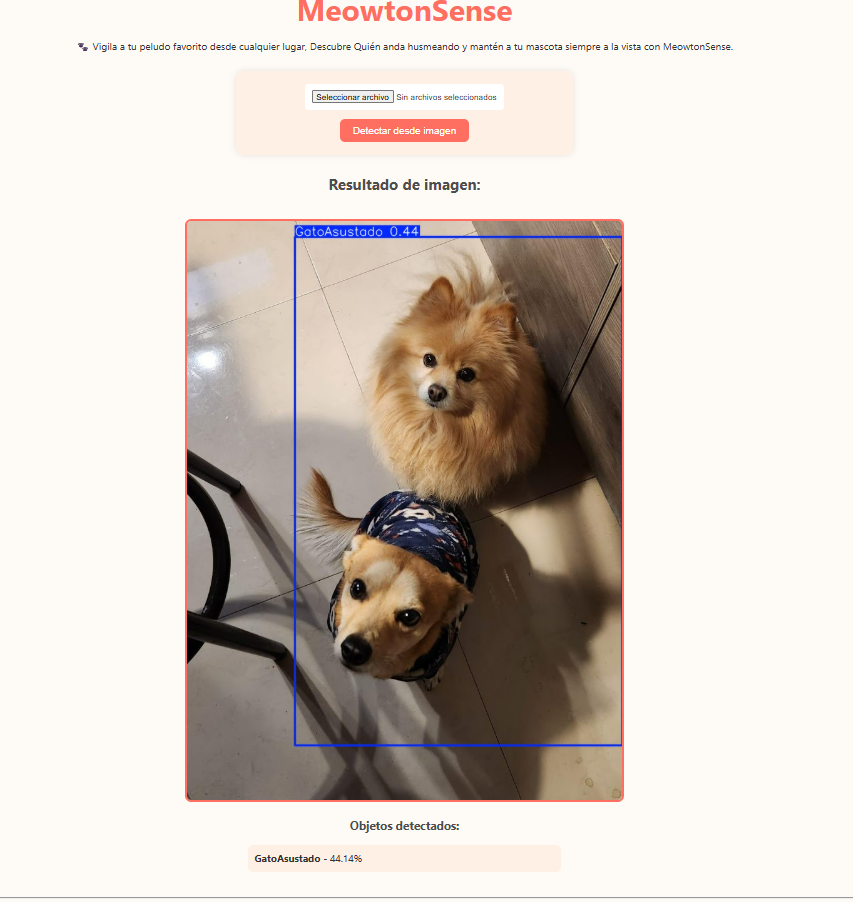 MeowtonSense
🐾 Vigila a tu peludo favorito desde cualquier lugar, Descubre Quién anda husmeando y mantén a tu mascota siempre a la vista con MeowtonSense.
Seleccionar archivo Sin archivos seleccionados
Detectar desde imagen
Resultado de imagen:
GatoAsustado 0.44
Objetos detectados:
GatoAsustado - 44.14%